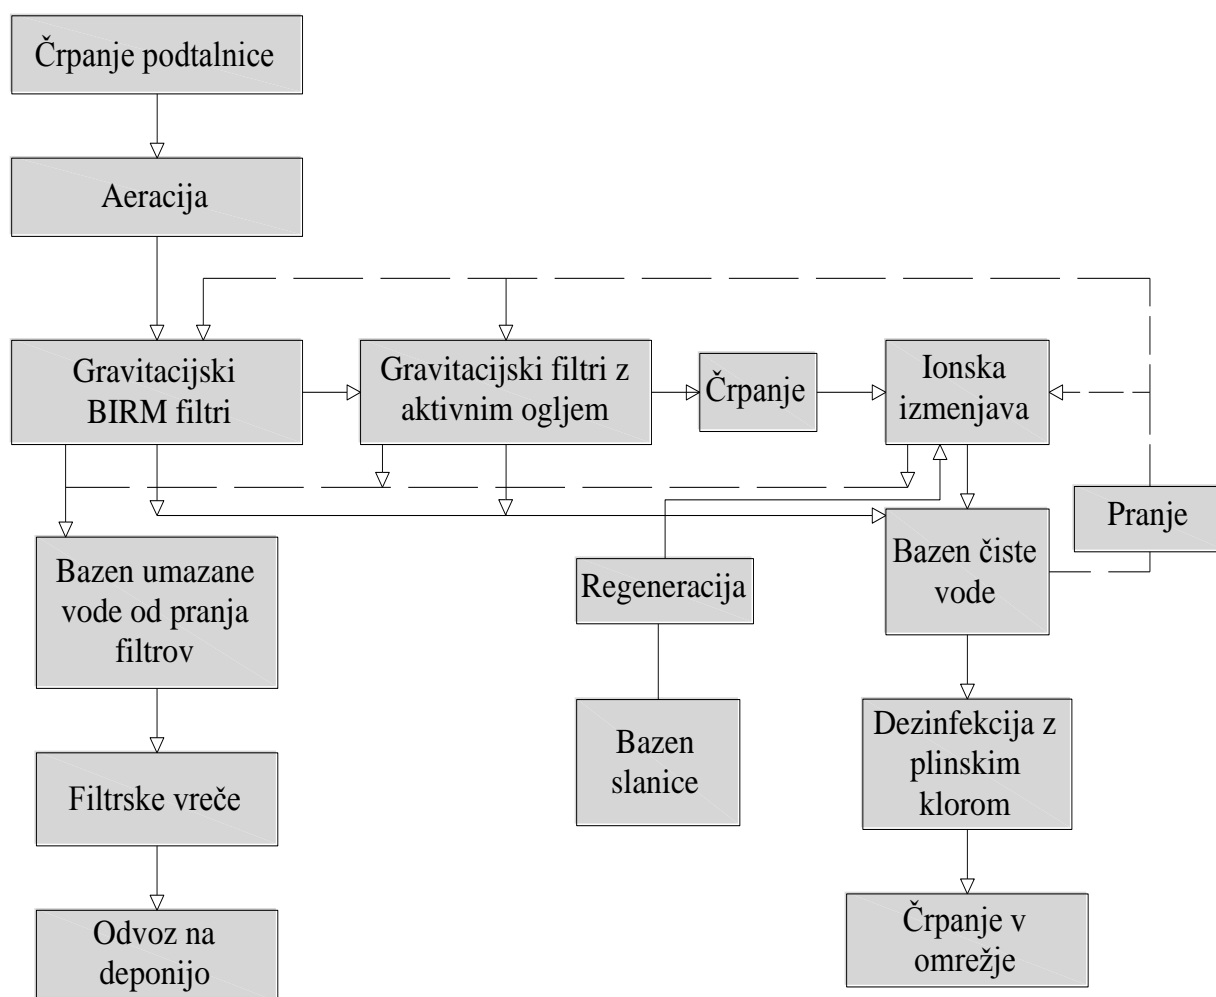 Črpanje podtalnice
Aeracija
Gravitacijski
BIRM filtri
Gravitacijski filtri z
aktivnim ogljem
Črpanje
Ionska
izmenjava
Pranje
Bazen umazane
vode od pranja
filtrov
Regeneracija
Bazen čiste
vode
Filtrske vreče
Bazen
slanice
Dezinfekcija z
plinskim
klorom
Odvoz na
deponijo
Črpanje v
omrežje